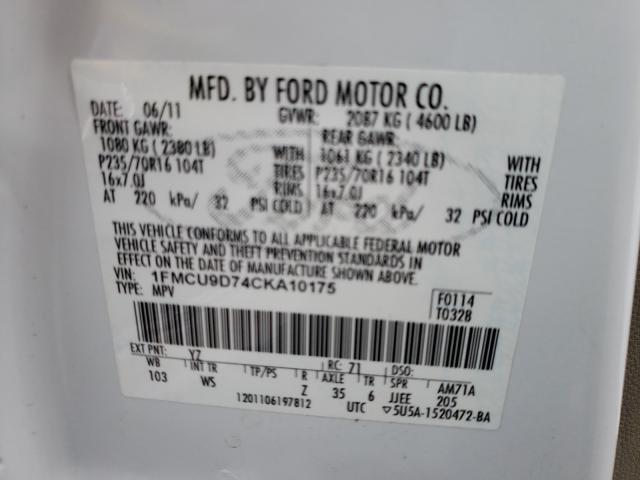 MFD. BY FORD MOTOR CO.
DATE: 06/11 GVWR: 2087 KG ( 4600 LB)
FRONT GAWR: REAR GAWR:
1080 KG ( 2380 LB) WITH 1061 KG ( 2340 LB) WITH
P235/70R16 104T TIRES P235/70R16 104T TIRES
16x7.0J RIMS 16x7.0J RIMS
AT 220 kPa/ 32 PSI COLD AT 220 kPa/ 32 PSI COLD
THIS VEHICLE CONFORMS TO ALL APPLICABLE FEDERAL MOTOR
VEHICLE SAFETY AND THEFT PREVENTION STANDARDS IN
EFFECT ON THE DATE OF MANUFACTURE SHOWN ABOVE.
VIN: 1FMCU9D74CKA10175
TYPE: MPV
F0114
T0328
EXT PNT: YZ RC: 71 DSO:
WB INT TR TP/PS R AXLE TR SPR AM71A
103 WS Z 35 6 JJEE 205
1201106197812 UTC ▽5U5A-1520472-BA